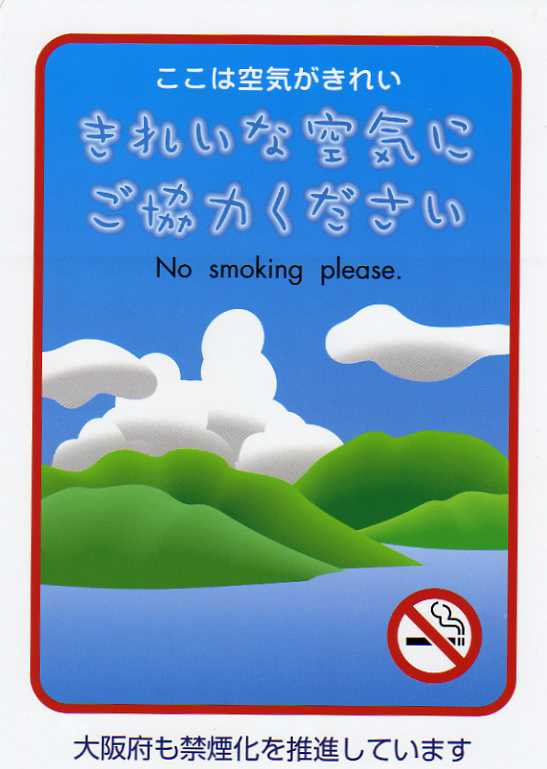 ここは空気がきれい
きれいな空気に
ご協力ください
No smoking please.
大阪府も禁煙化を推進しています